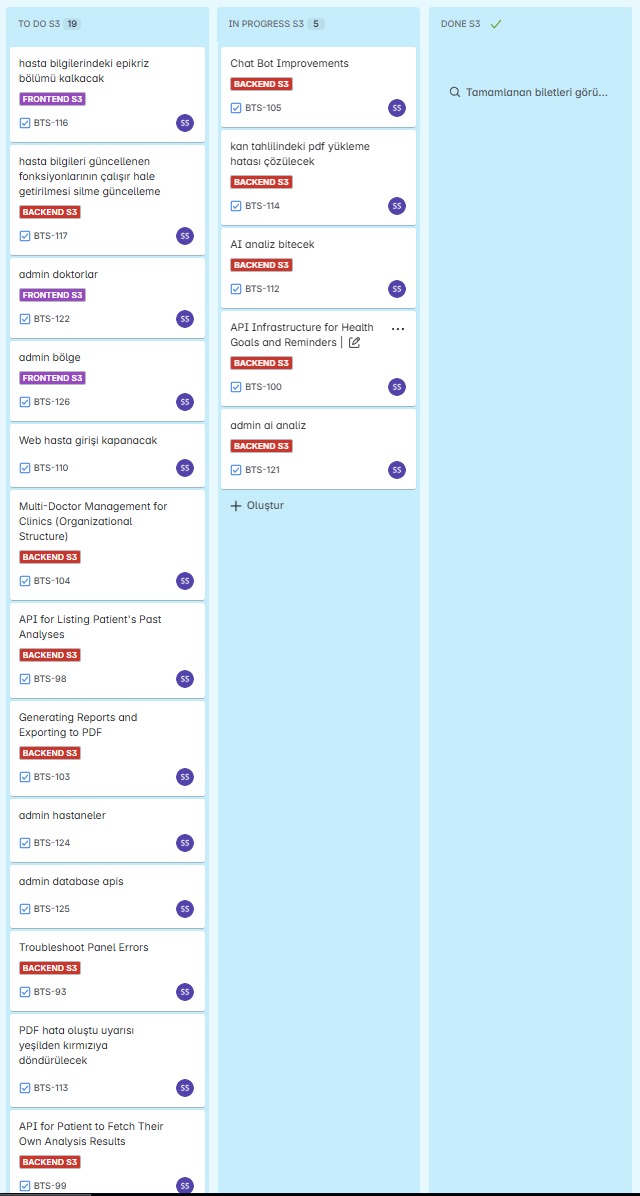 TO DO S3 19
hasta bilgilerindeki epikriz
bölümü kalkacak
FRONTEND S3
BTS-116
SS
hasta bilgileri güncellenen
fonksiyonlarının çalışır hale
getirilmesi silme güncelleme
BACKEND S3
BTS-117
SS
admin doktorlar
FRONTEND S3
BTS-122
SS
admin bölge
FRONTEND S3
BTS-126
SS
Web hasta girişi kapanacak
BTS-110
SS
Multi-Doctor Management for
Clinics (Organizational
Structure)
BACKEND S3
BTS-104
SS
API for Listing Patient's Past
Analyses
BACKEND S3
BTS-98
SS
Generating Reports and
Exporting to PDF
BACKEND S3
BTS-103
SS
admin hastaneler
BTS-124
SS
admin database apis
BTS-125
SS
Troubleshoot Panel Errors
BACKEND S3
BTS-93
SS
PDF hata oluştu uyarısı
yeşilden kırmızıya
döndürülecek
BTS-113
SS
API for Patient to Fetch Their
Own Analysis Results
BACKEND S3
BTS-99
SS
IN PROGRESS S3 5
Chat Bot Improvements
BACKEND S3
BTS-105
SS
kan tahlilindeki pdf yükleme
hatası çözülecek
BACKEND S3
BTS-114
SS
AI analiz bitecek
BACKEND S3
BTS-112
SS
API Infrastructure for Health
Goals and Reminders |
BACKEND S3
BTS-100
SS
admin ai analiz
BACKEND S3
BTS-121
SS
+ Oluştur
DONE S3
Tamamlanan biletleri görü...